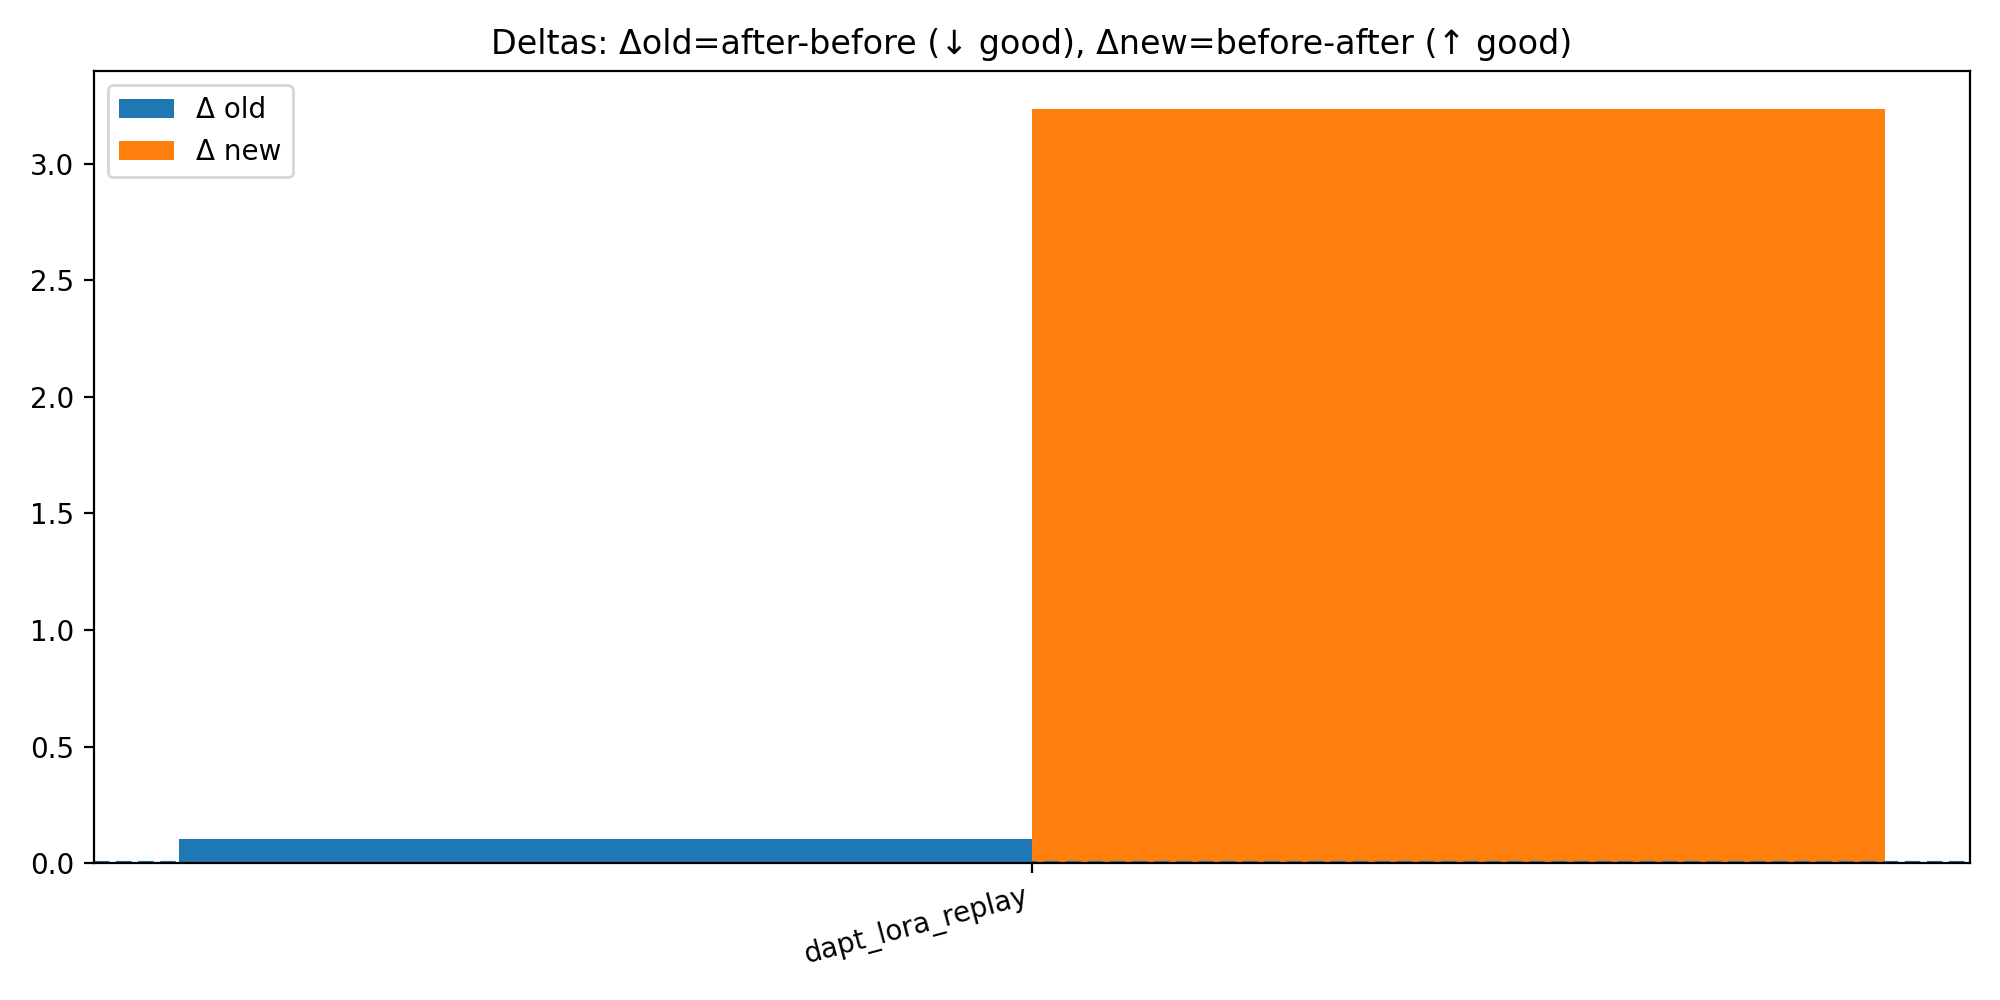 Deltas: Δold=after-before (↓ good), Δnew=before-after (↑ good)
Δ old
Δ new
3.0
2.5
2.0
1.5
1.0
0.5
0.0
dapt_lora_replay